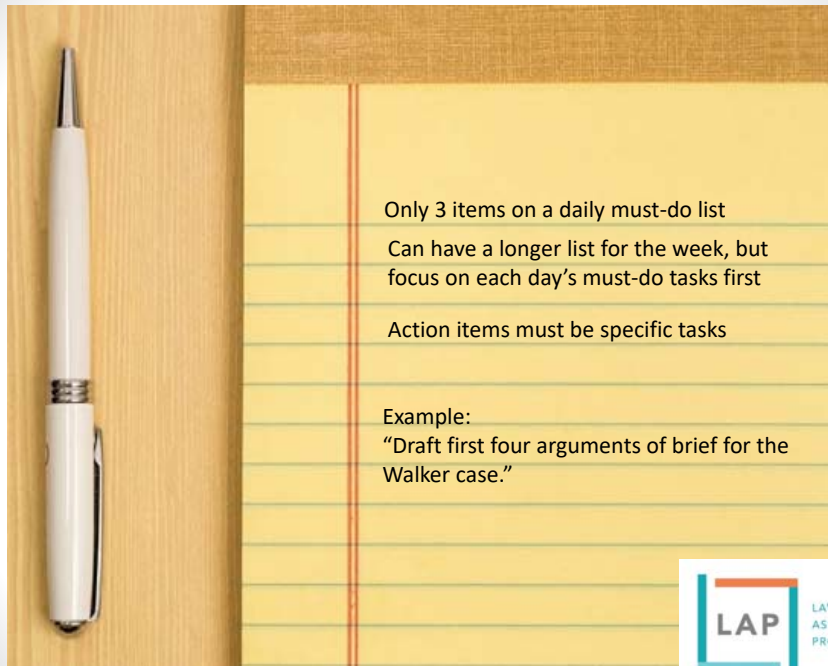 Only 3 items on a daily must-do list
Can have a longer list for the week, but
focus on each day’s must-do tasks first
Action items must be specific tasks
Example:
“Draft first four arguments of brief for the
Walker case.”
LAP